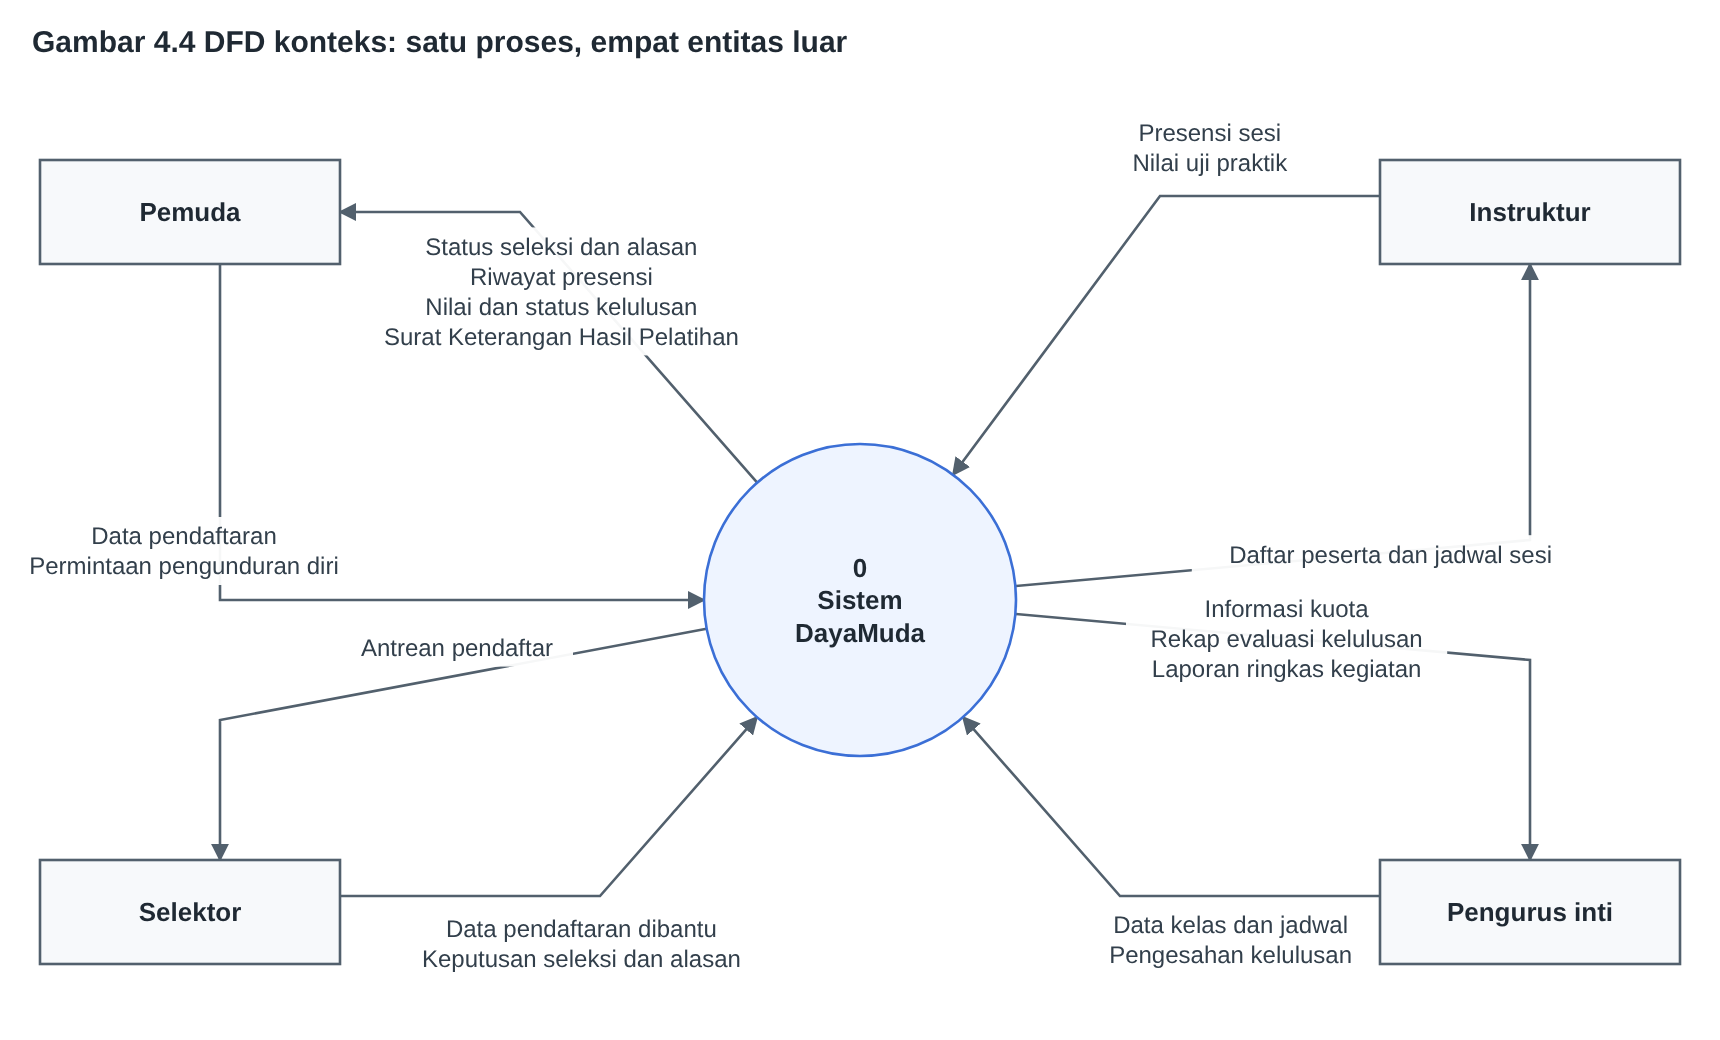 Gambar 4.4 DFD konteks: satu proses, empat entitas luar
Presensi sesi
Nilai uji praktik
Pemuda
Instruktur
Status seleksi dan alasan
Riwayat presensi
Nilai dan status kelulusan
Surat Keterangan Hasil Pelatihan
Data pendaftaran
Permintaan pengunduran diri
0
Sistem
DayaMuda
Daftar peserta dan jadwal sesi
Informasi kuota
Rekap evaluasi kelulusan
Laporan ringkas kegiatan
Antrean pendaftar
Selektor
Pengurus inti
Data pendaftaran dibantu
Keputusan seleksi dan alasan
Data kelas dan jadwal
Pengesahan kelulusan